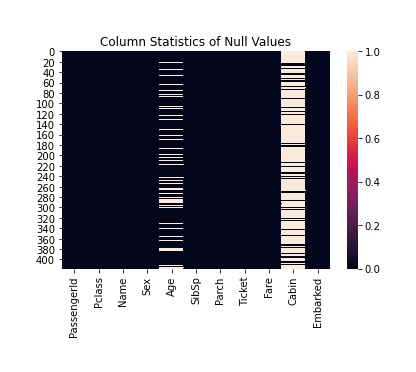 Column Statistics of Null Values
0
20
40
60
80
100
120
140
160
180
200
220
240
260
280
300
320
340
360
380
400
PassengerId
Pclass
Name
Sex
Age
SibSp
Parch
Ticket
Fare
Cabin
Embarked
1.0
0.8
0.6
0.4
0.2
0.0